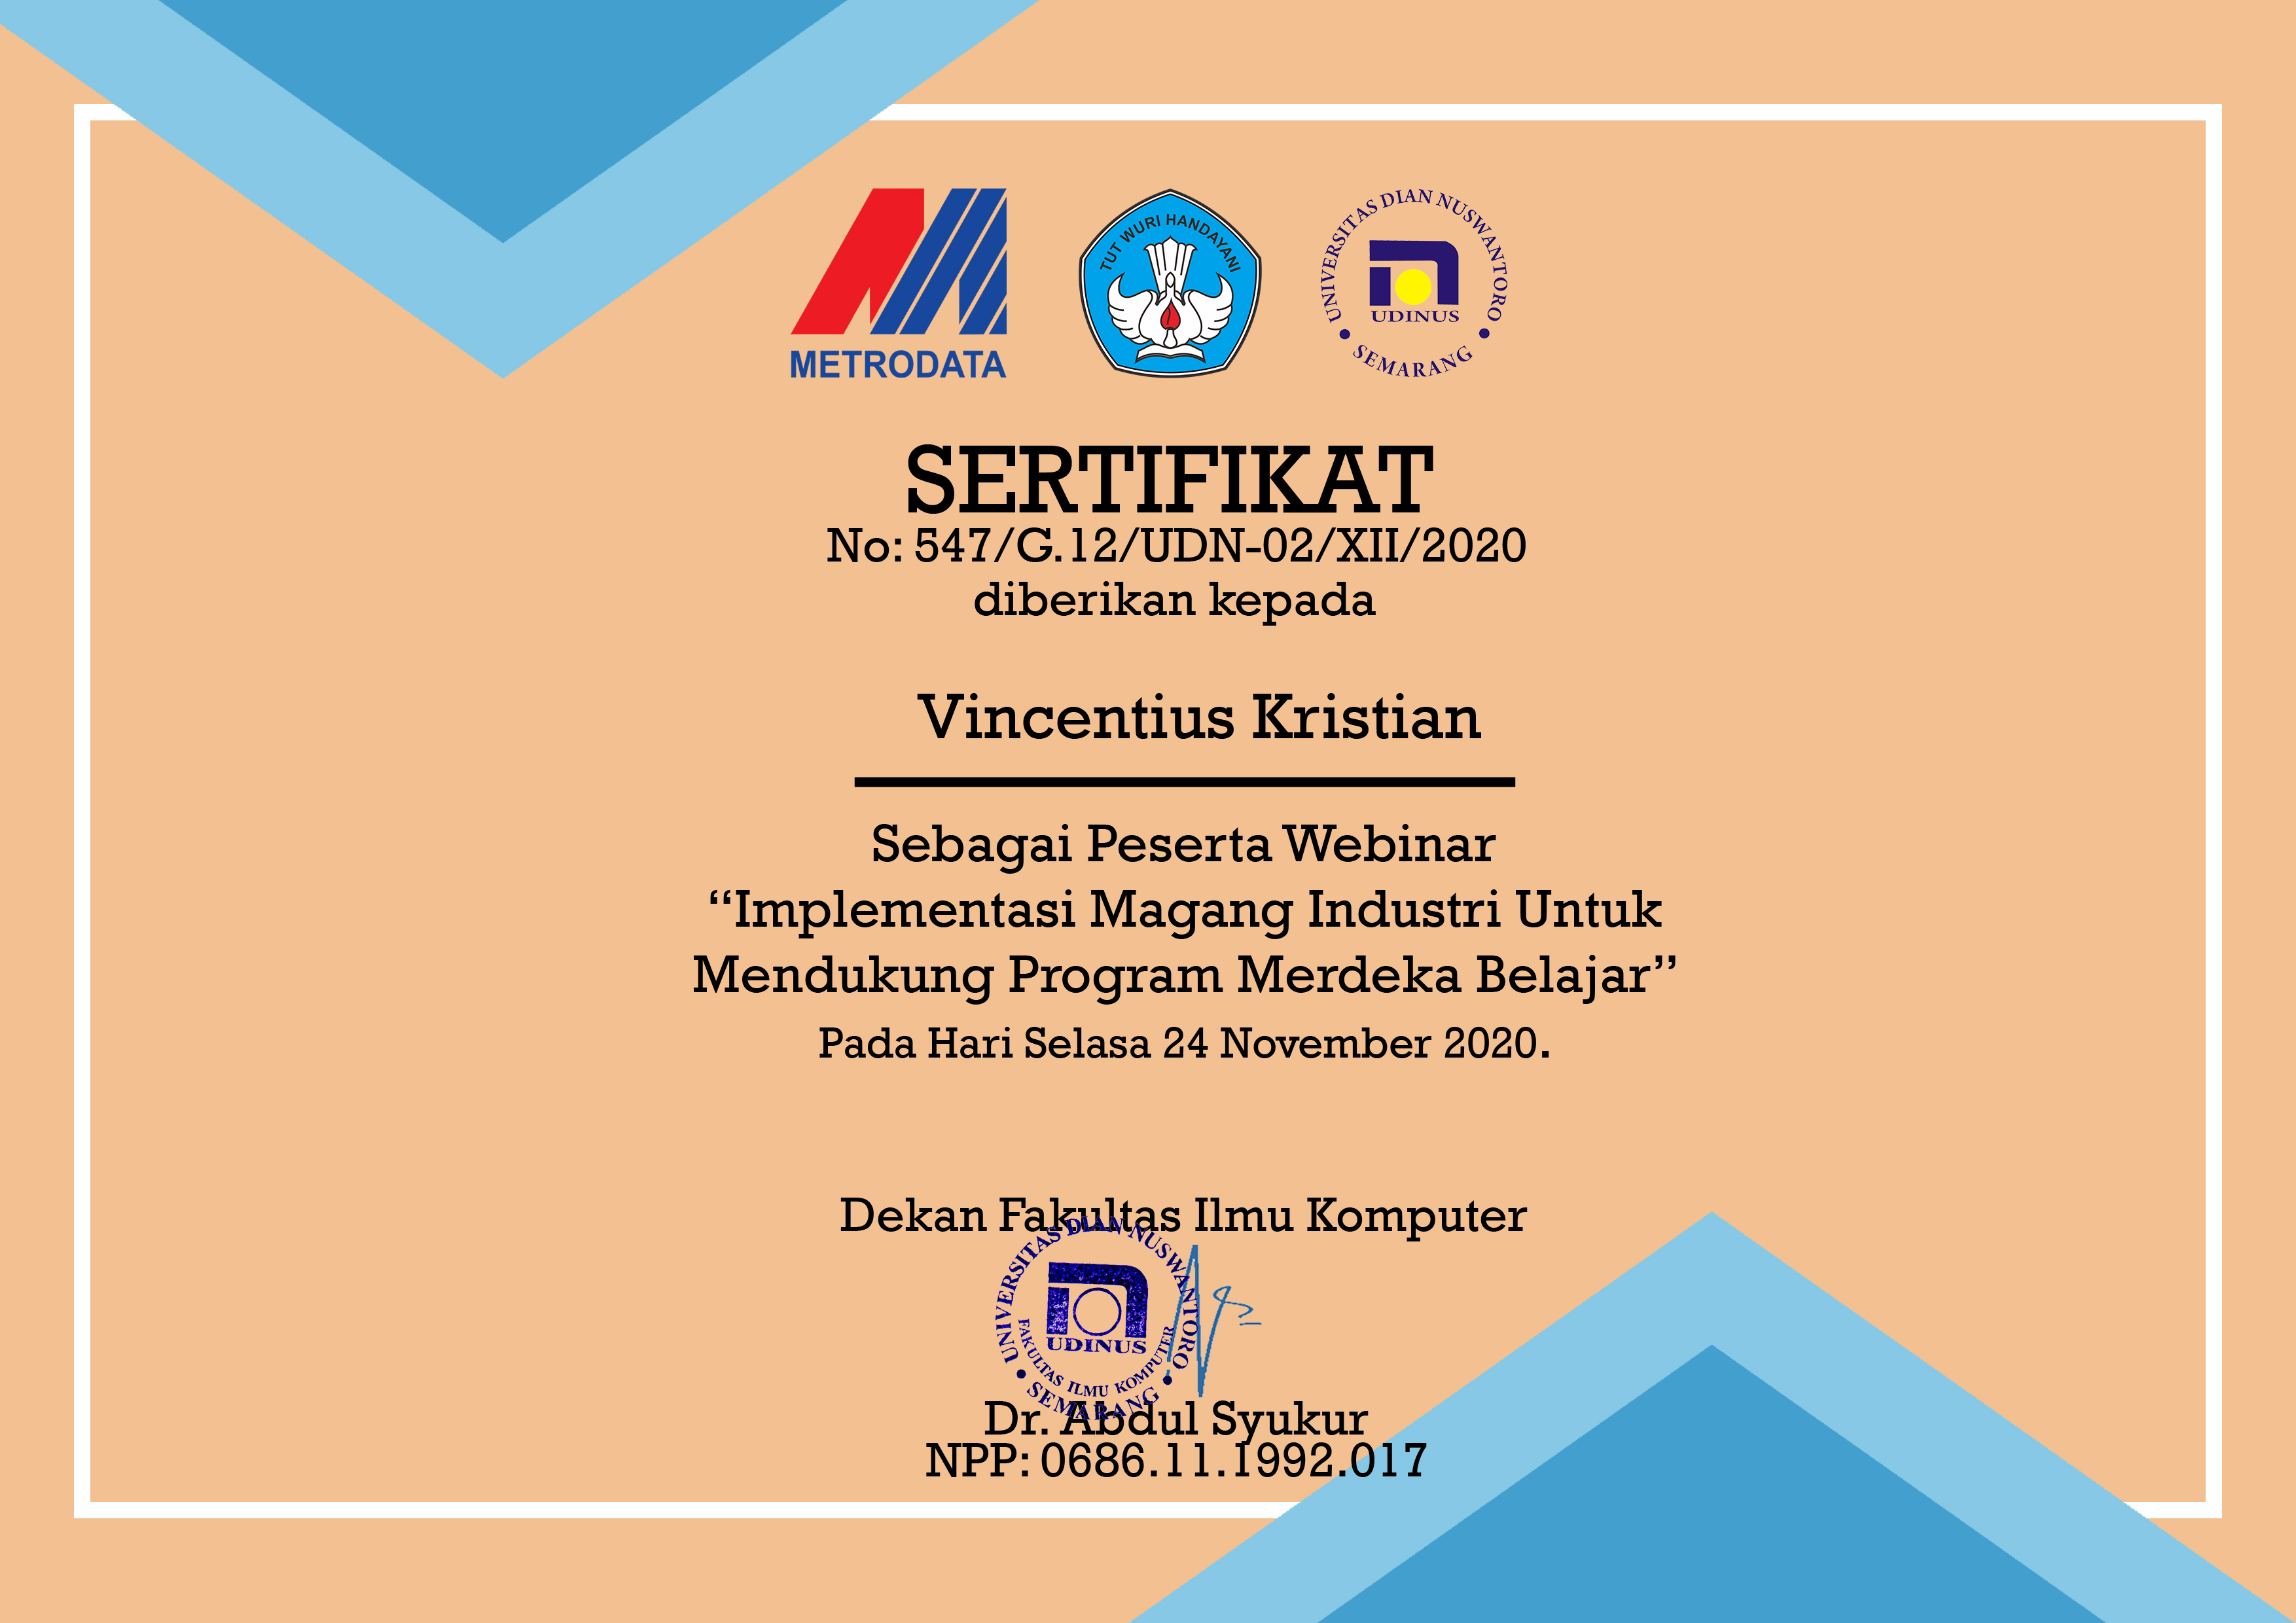 METRODATA
TUT WURI HANDAYANI
UNIVERSITAS DIAN NUSWANTORO
UDINUS
SEMARANG
SERTIFIKAT
No: 547/G.12/UDN-02/XII/2020
diberikan kepada
Vincentius Kristian
Sebagai Peserta Webinar
“Implementasi Magang Industri Untuk
Mendukung Program Merdeka Belajar”
Pada Hari Selasa 24 November 2020.
Dekan Fakultas Ilmu Komputer
UNIVERSITAS DIAN NUSWANTORO
UDINUS
FAKULTAS ILMU KOMPUTER
SEMARANG
Dr. Abdul Syukur
NPP: 0686.11.1992.017